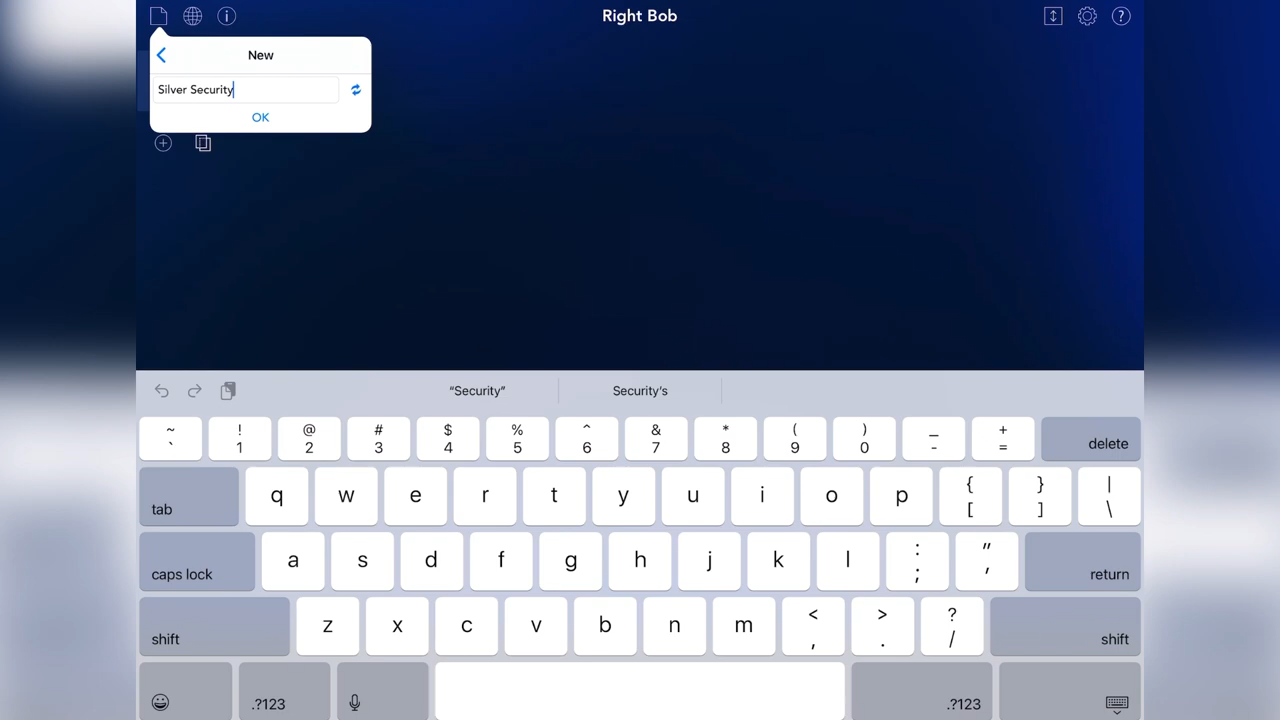 Right Bob
New
Silver Security
OK
“Security” Security's
~ ! @ # $ % ^ & * ( ) _ +
` 1 2 3 4 5 6 7 8 9 0 - = delete
tab q w e r t y u i o p { [ } ] | \
caps lock a s d f g h j k l : ; " ' return
shift z x c v b n m < , > . ? / shift
.?123 .?123